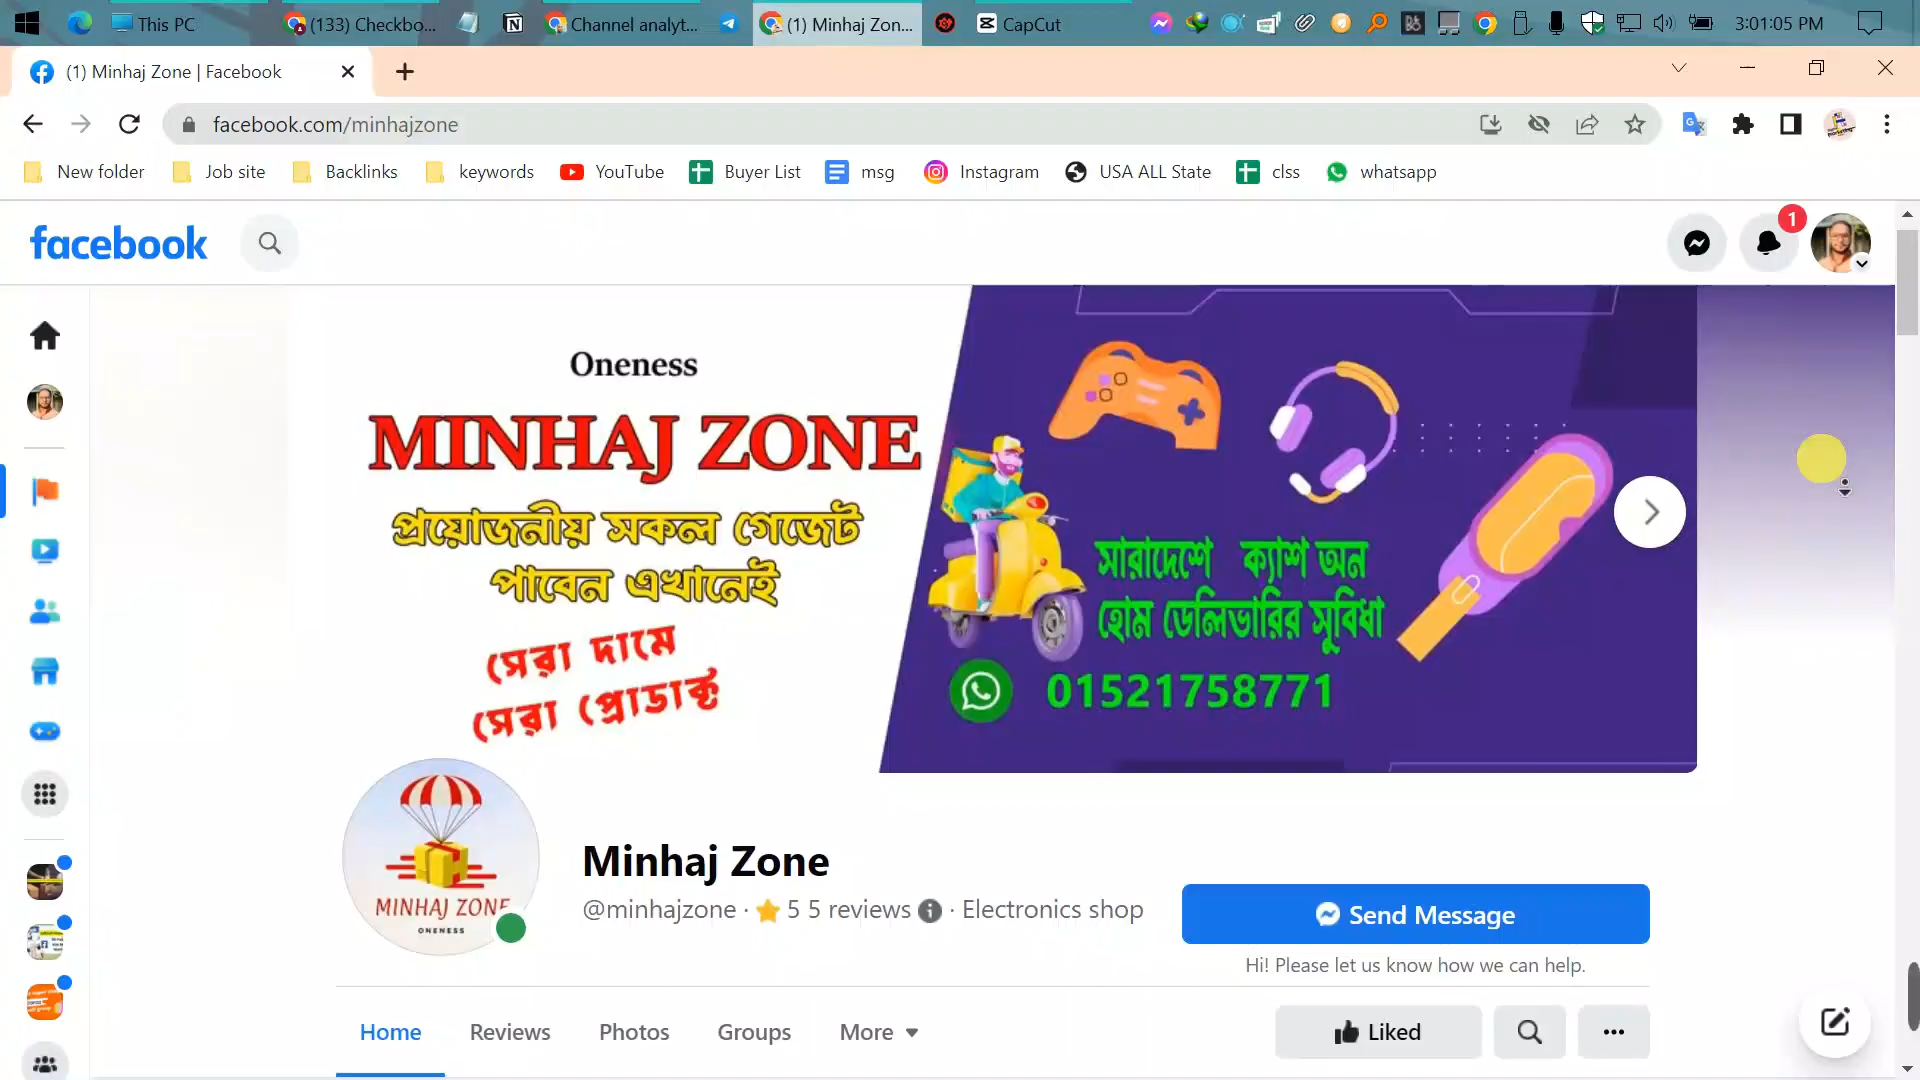 This PC
(133) Checkbo...
Channel analyt...
(1) Minhaj Zon...
CapCut
3:01:05 PM
(1) Minhaj Zone | Facebook
facebook.com/minhajzone
New folder
Job site
Backlinks
keywords
YouTube
Buyer List
msg
Instagram
USA ALL State
clss
whatsapp
facebook
1
Oneness
MINHAJ ZONE
প্রয়োজনীয় সকল গেজেট
পাবেন এখানেই
সেরা দামে
সেরা প্রোডাক্ট
সারাদেশে ক্যাশ অন
হোম ডেলিভারির সুবিধা
01521758771
MINHAJ ZONE
ONENESS
Minhaj Zone
@minhajzone · 5 5 reviews · Electronics shop
Send Message
Hi! Please let us know how we can help.
Home
Reviews
Photos
Groups
More
Liked